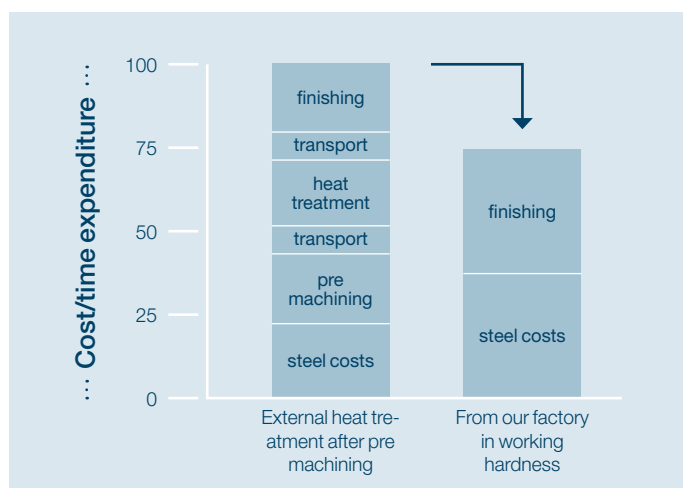 ... Cost/time expenditure ...
100
75
50
25
0
finishing
transport
heat
treatment
transport
pre
machining
steel costs
finishing
steel costs
External heat tre-
atment after pre
machining
From our factory
in working
hardness